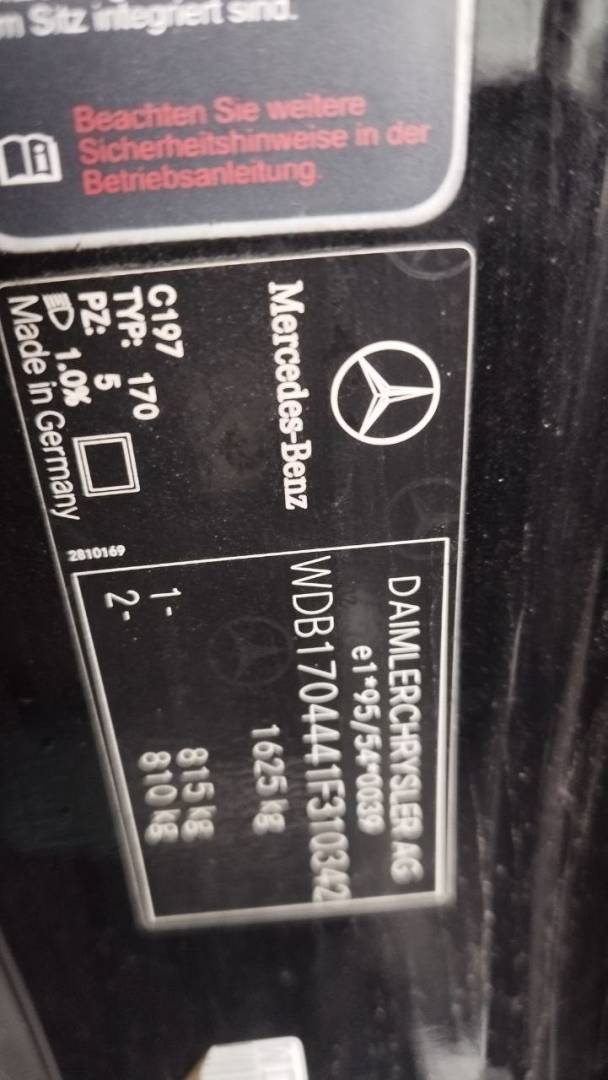 m Sitz integriert sind.
Beachten Sie weitere
Sicherheitshinweise in der
Betriebsanleitung.
Mercedes-Benz
C197
TYP: 170
PZ: 5
1.0%
Made in Germany
2810169
DAIMLERCHRYSLER AG
e1*95/54*0039
WDB1704441F310342
1625 kg
1- 815 kg
2- 810 kg